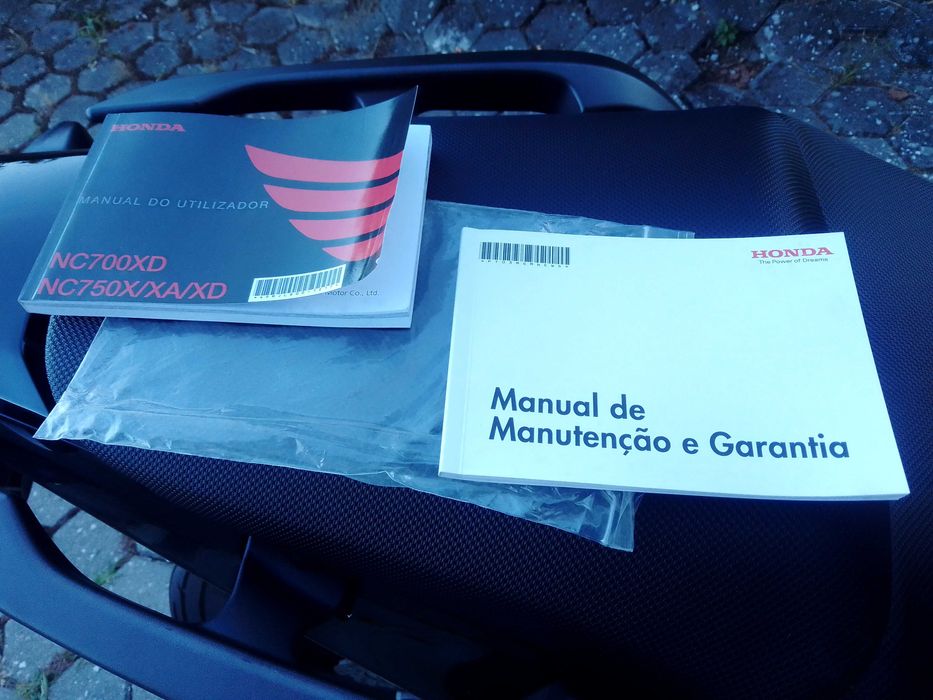 HONDA
MANUAL DO UTILIZADOR
NC700XD
NC750X/XA/XD
Motor Co., Ltd.
HONDA
The Power of Dreams
Manual de
Manutenção e Garantia